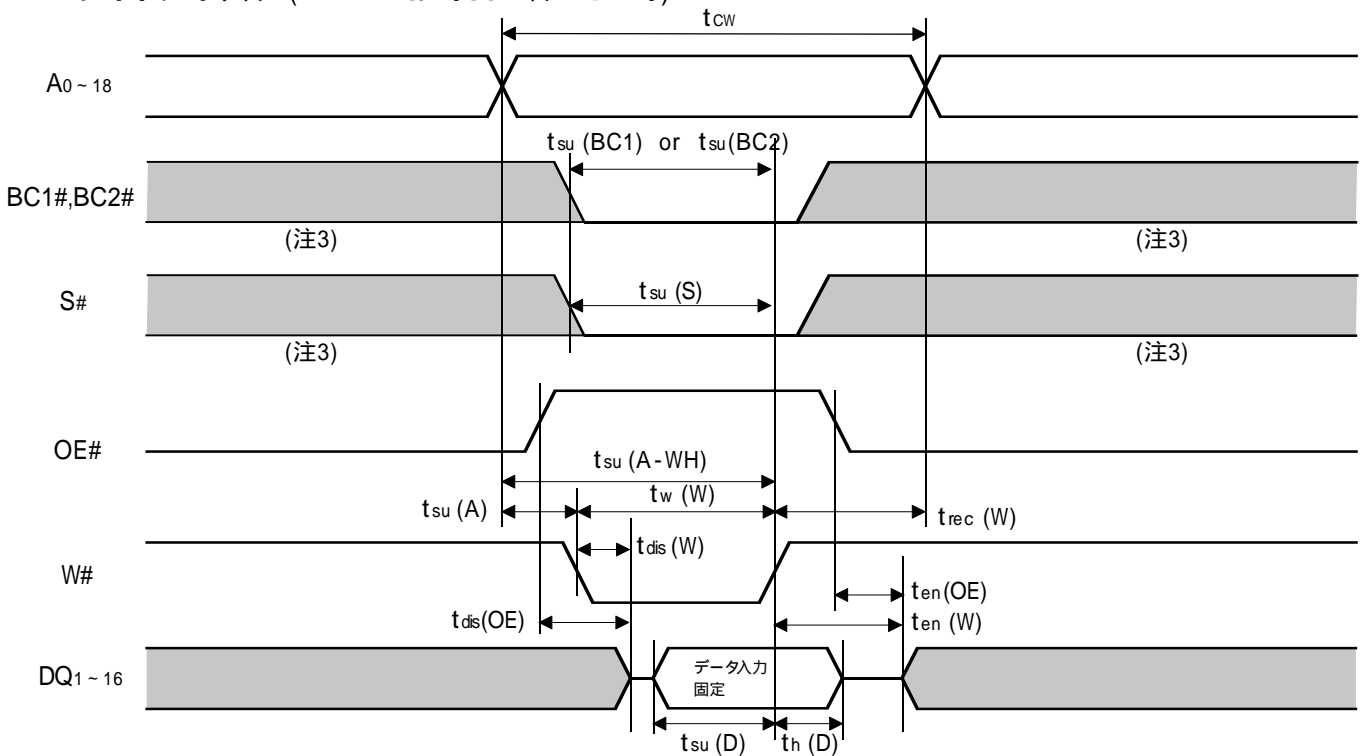 tCW
A0 ~ 18
tsu (BC1) or tsu(BC2)
BC1#,BC2#
(注3)
(注3)
S#
tsu (S)
(注3)
(注3)
OE#
tsu (A-WH)
tsu (A)
tw (W)
trec (W)
W#
tdis (W)
ten(OE)
tdis(OE)
ten (W)
DQ1 ~ 16
データ入力
固定
tsu (D)
th (D)